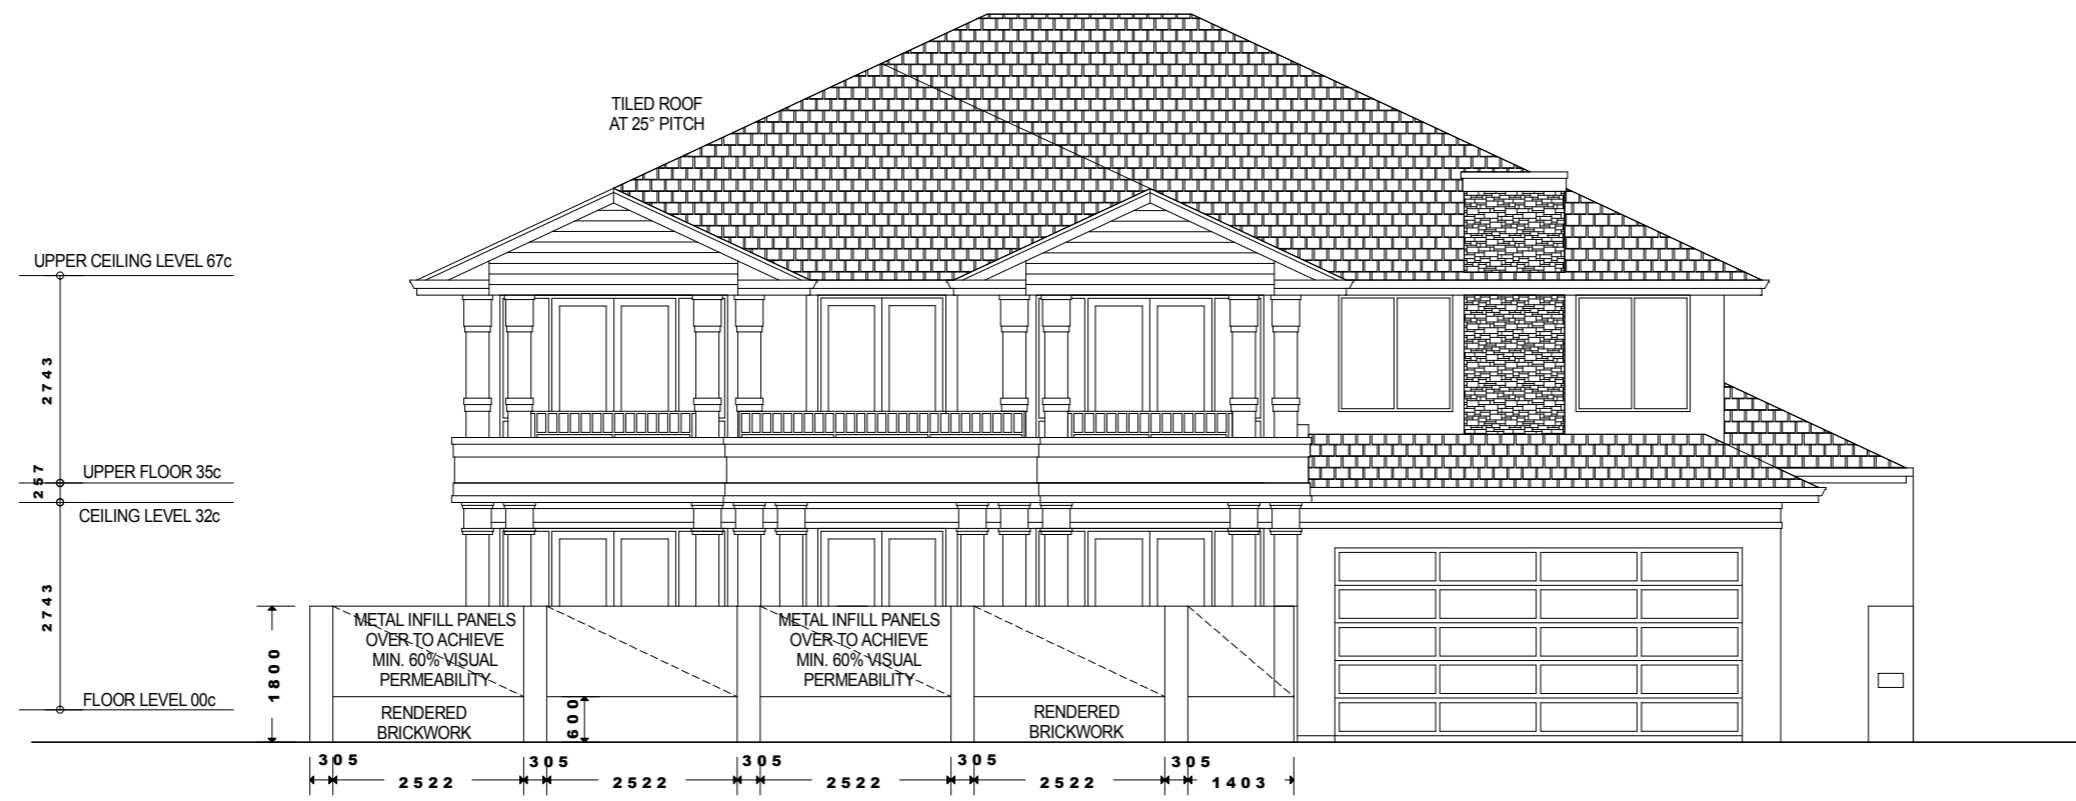 TILED ROOF
AT 25° PITCH
UPPER CEILING LEVEL 67c
2743
UPPER FLOOR 35c
257
CEILING LEVEL 32c
2743
FLOOR LEVEL 00c
1800
METAL INFILL PANELS
OVER TO ACHIEVE
MIN. 60% VISUAL
PERMEABILITY
METAL INFILL PANELS
OVER TO ACHIEVE
MIN. 60% VISUAL
PERMEABILITY
RENDERED
BRICKWORK
600
RENDERED
BRICKWORK
305 305 305 305 305
2522 2522 2522 2522 1403